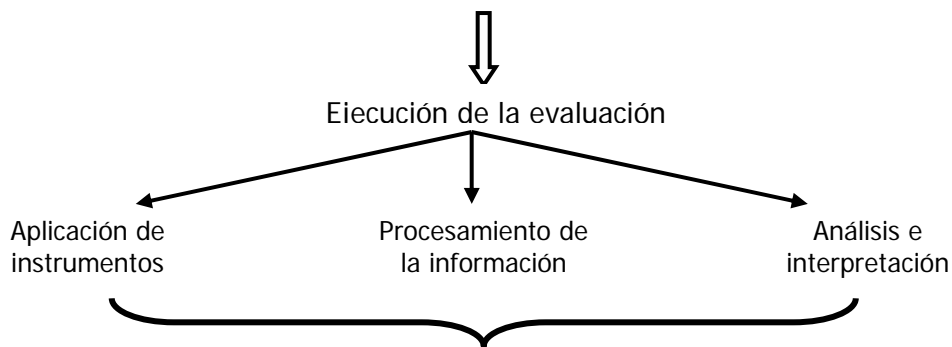 Ejecución de la evaluación
Aplicación de
instrumentos
Procesamiento de
la información
Análisis e
interpretación